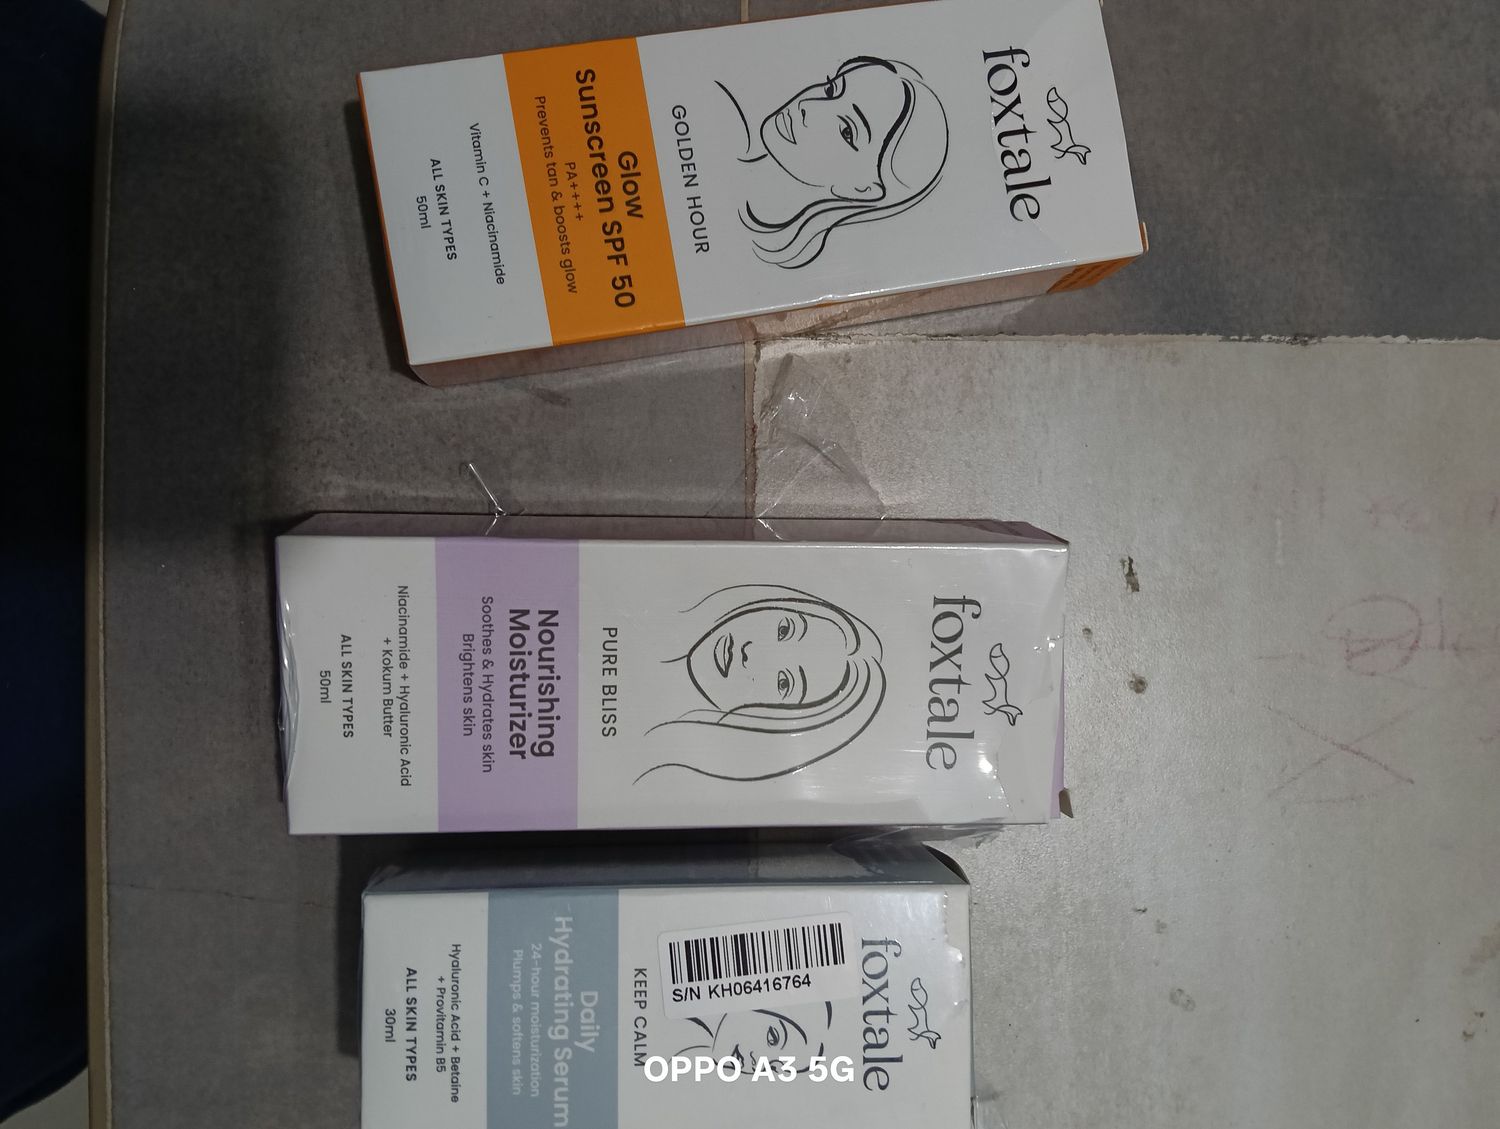 foxtale
GOLDEN HOUR
Glow
Sunscreen SPF 50
PA++++
Prevents tan & boosts glow
Vitamin C + Niacinamide
ALL SKIN TYPES
50ml
foxtale
PURE BLISS
Nourishing
Moisturizer
Soothes & Hydrates skin
Brightens skin
Niacinamide + Hyaluronic Acid
+ Kokum Butter
ALL SKIN TYPES
50ml
foxtale
S/N KH06416764
KEEP CALM
Daily
Hydrating Serum
24-hour moisturization
Plumps & softens skin
Hyaluronic Acid + Betaine
+ Provitamin B5
ALL SKIN TYPES
30ml
OPPO A3 5G